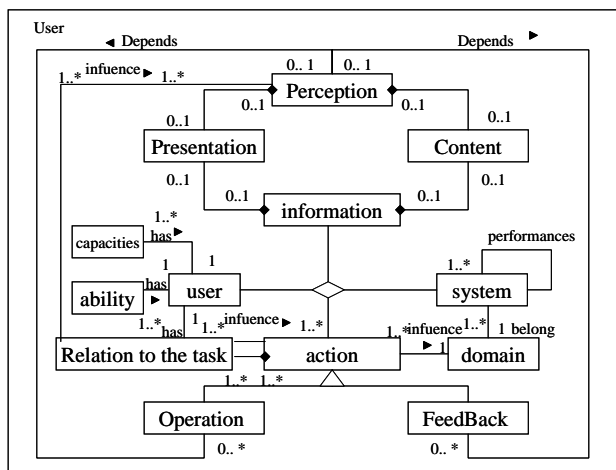 User
Depends Depends
0.. 1 0.. 1
1..* infuence 1..*
Perception
0..1 0..1
0..1 0..1
Presentation Content
0..1 0..1
0..1 0..1
information
1..*
capacities has performances
1 1 1..*
ability has user system
1..* has 1 1..* infuence 1..* 1..* infuence 1..* 1 belong
Relation to the task action 1 domain
1..* 1..*
Operation FeedBack
0.. * 0.. *